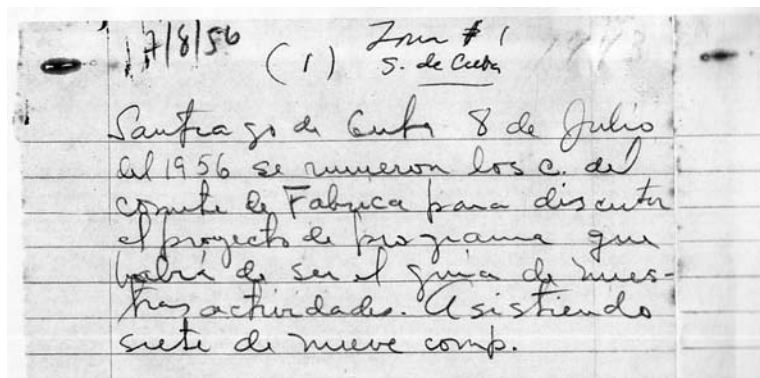 7/8/56
(1)
Zona # 1
S. de Cuba
Santiago de Cuba 8 de Julio
del 1956 se reunieron los c. del
comite de Fabrica para discutir
el proyecto de programa que
habrá de ser el guia de nues-
tras actividades. Asistiendo
siete de nueve comp.